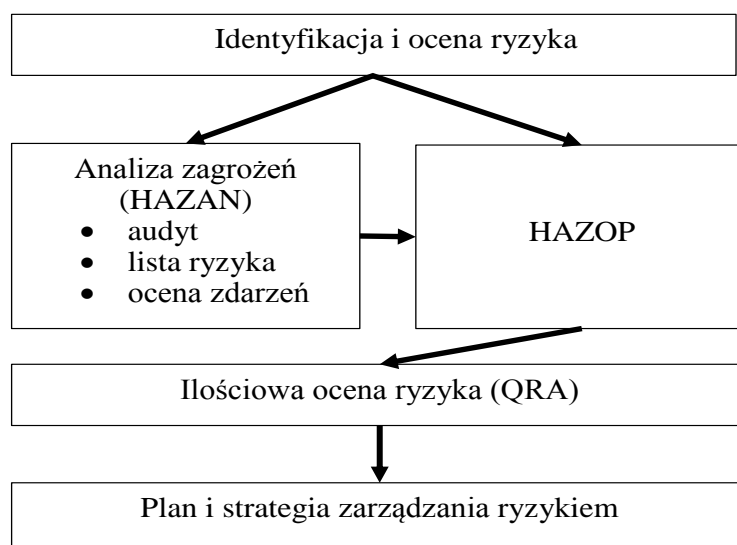 Identyfikacja i ocena ryzyka
Analiza zagrożeń
(HAZAN)
• audyt
• lista ryzyka
• ocena zdarzeń
HAZOP
Ilościowa ocena ryzyka (QRA)
Plan i strategia zarządzania ryzykiem